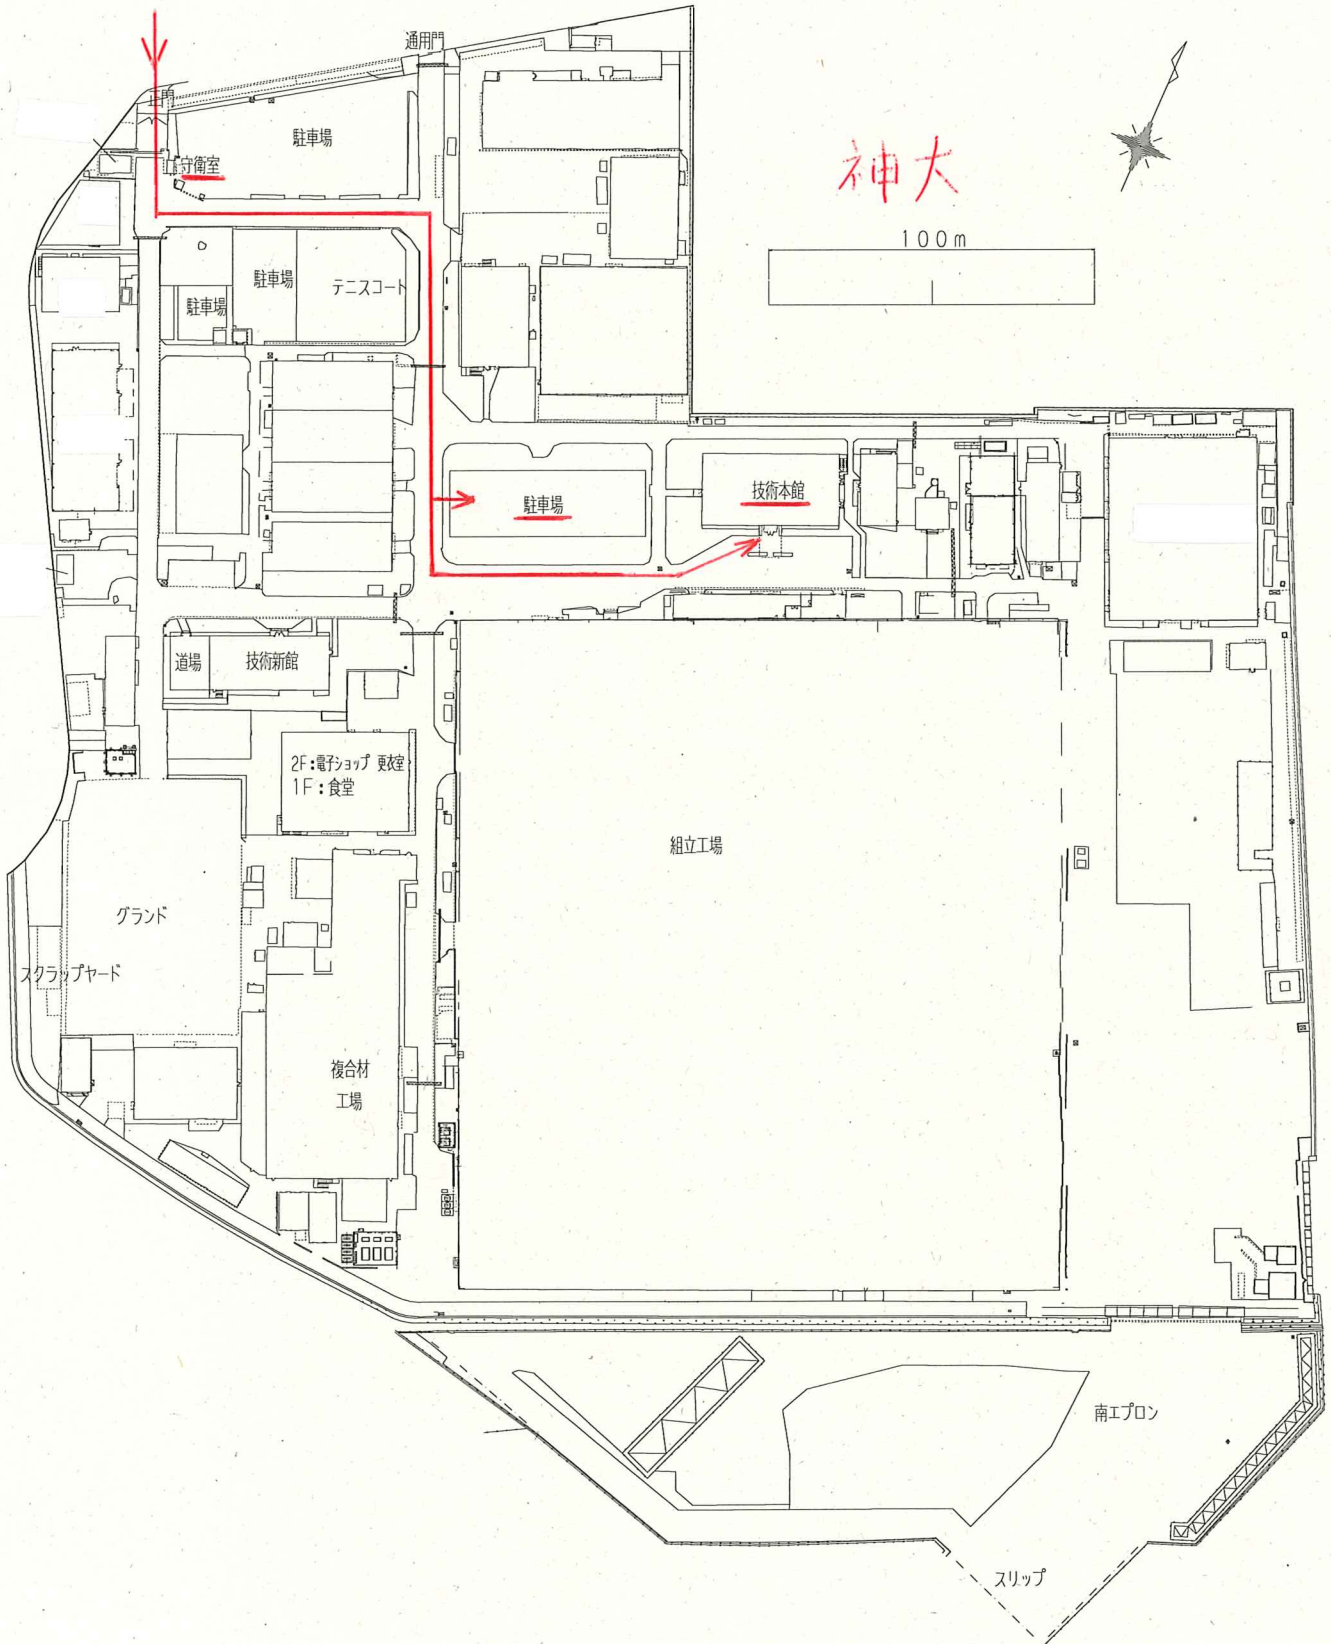 通用門
駐車場
守衛室
神大
100m
駐車場
テニスコート
駐車場
駐車場
技術本館
道場
技術新館
2F:電子ショップ 更衣室
1F:食堂
組立工場
グランド
スクラップヤード
複合材
工場
南エプロン
スリップ